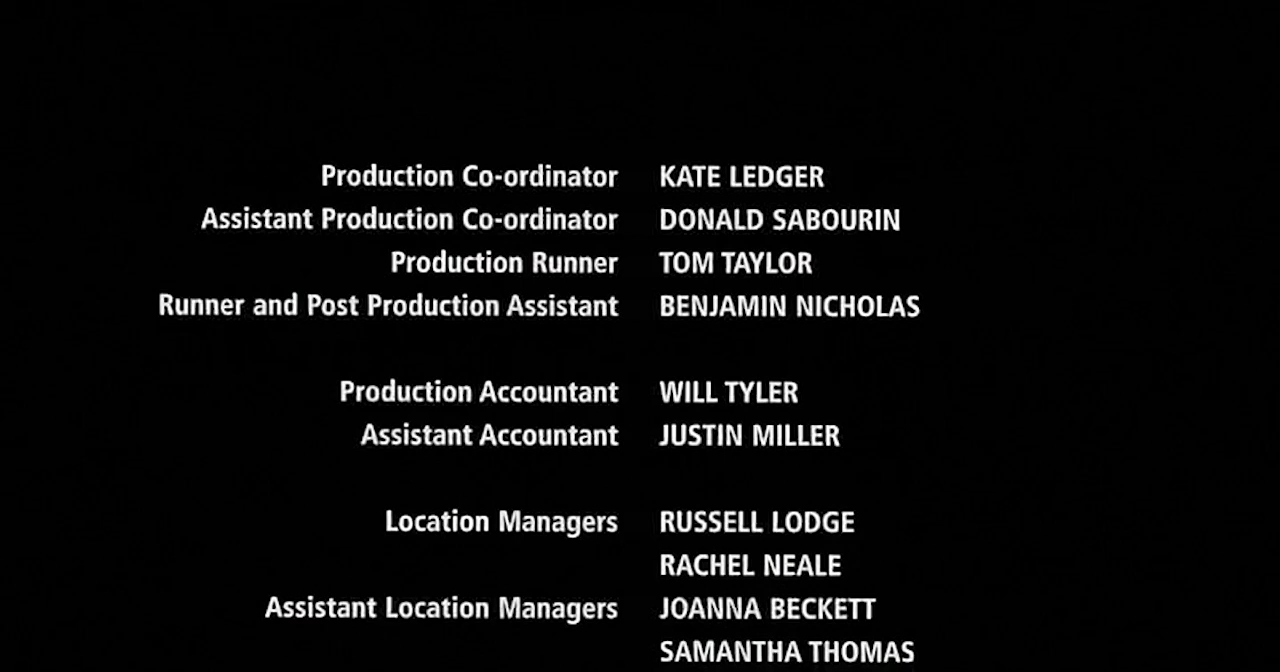 Production Co-ordinator KATE LEDGER
Assistant Production Co-ordinator DONALD SABOURIN
Production Runner TOM TAYLOR
Runner and Post Production Assistant BENJAMIN NICHOLAS
Production Accountant WILL TYLER
Assistant Accountant JUSTIN MILLER
Location Managers RUSSELL LODGE
RACHEL NEALE
Assistant Location Managers JOANNA BECKETT
SAMANTHA THOMAS